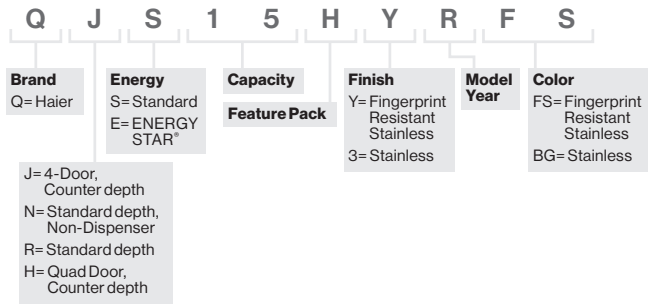 Q J S 1 5 H Y R F S
Brand
Q= Haier
Energy
S= Standard
E= ENERGY
STAR®
Capacity
Feature Pack
Finish
Y= Fingerprint
Resistant
Stainless
3= Stainless
Model
Year
Color
FS= Fingerprint
Resistant
Stainless
BG= Stainless
J= 4-Door,
Counter depth
N= Standard depth,
Non-Dispenser
R= Standard depth
H= Quad Door,
Counter depth